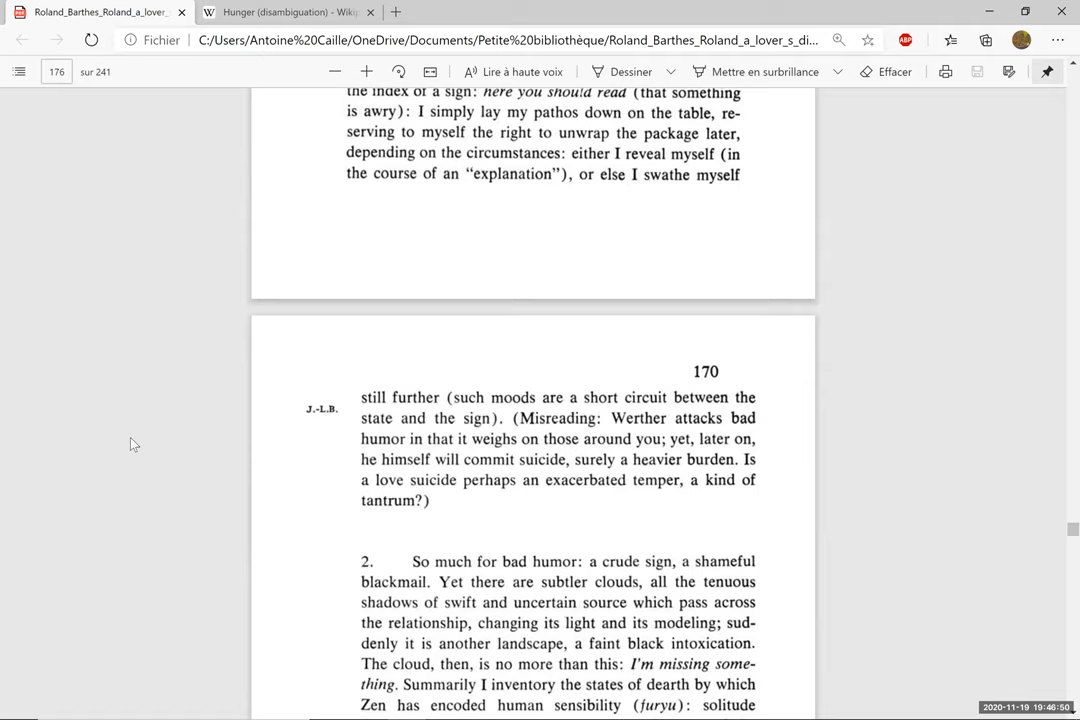 Roland_Barthes_Roland_a_lover_
Hunger (disambiguation) - Wiki
Fichier
C:/Users/Antoine%20Caille/OneDrive/Documents/Petite%20bibliothèque/Roland_Barthes_Roland_a_lover_s_di...
ABP
176 sur 241
Lire à haute voix
Dessiner
Mettre en surbrillance
Effacer
the index of a sign: here you should read (that something
is awry): I simply lay my pathos down on the table, re-
serving to myself the right to unwrap the package later,
depending on the circumstances: either I reveal myself (in
the course of an “explanation”), or else I swathe myself
170
J.-L.B.
still further (such moods are a short circuit between the
state and the sign). (Misreading: Werther attacks bad
humor in that it weighs on those around you; yet, later on,
he himself will commit suicide, surely a heavier burden. Is
a love suicide perhaps an exacerbated temper, a kind of
tantrum?)
2. So much for bad humor: a crude sign, a shameful
blackmail. Yet there are subtler clouds, all the tenuous
shadows of swift and uncertain source which pass across
the relationship, changing its light and its modeling; sud-
denly it is another landscape, a faint black intoxication.
The cloud, then, is no more than this: I'm missing some-
thing. Summarily I inventory the states of dearth by which
Zen has encoded human sensibility (furyu): solitude
2020-11-19 19:46:50